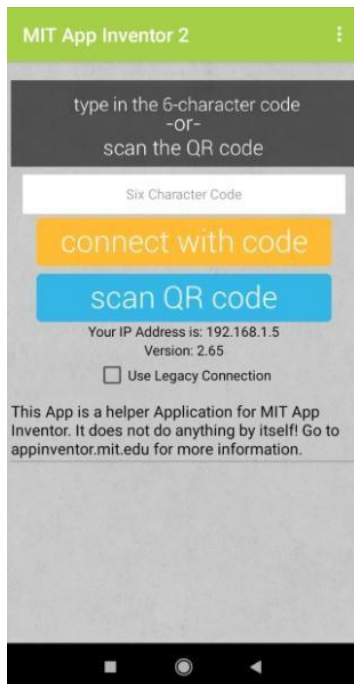 MIT App Inventor 2
type in the 6-character code
-or-
scan the QR code
Six Character Code
connect with code
scan QR code
Your IP Address is: 192.168.1.5
Version: 2.65
Use Legacy Connection
This App is a helper Application for MIT App
Inventor. It does not do anything by itself! Go to
appinventor.mit.edu for more information.